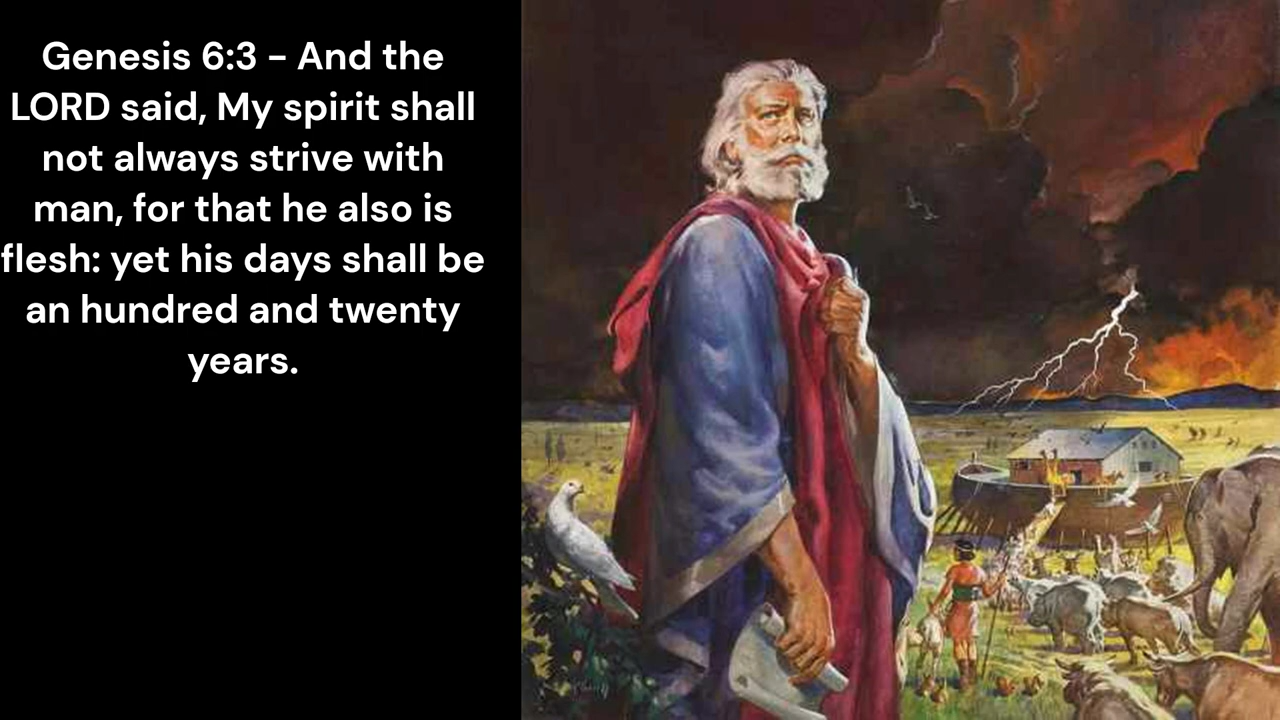 Genesis 6:3 – And the
LORD said, My spirit shall
not always strive with
man, for that he also is
flesh: yet his days shall be
an hundred and twenty
years.